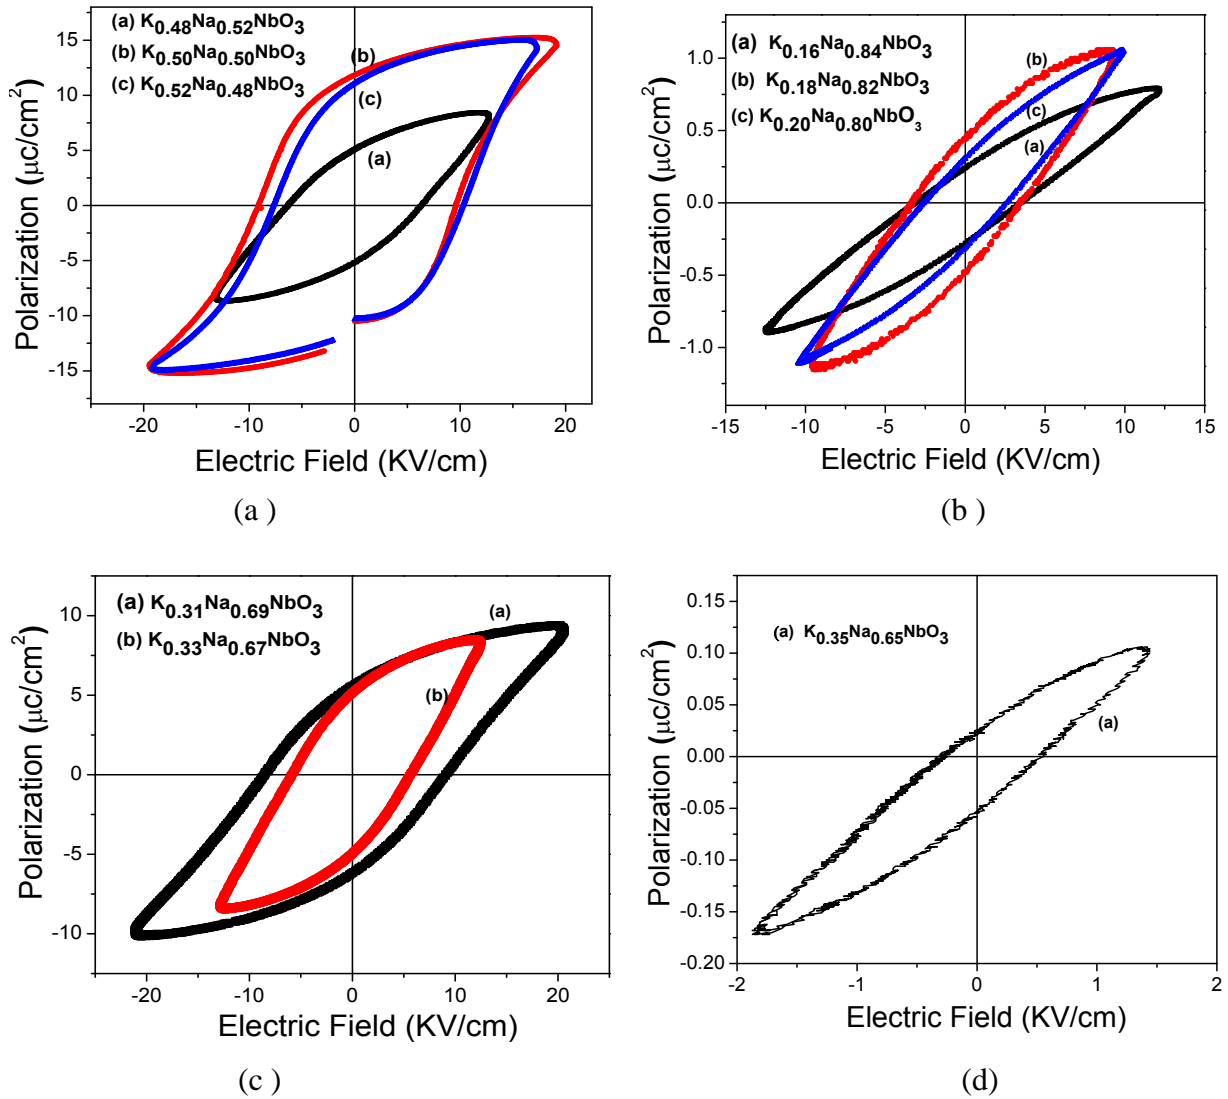 (a) K0.48Na0.52NbO3
(b) K0.50Na0.50NbO3
(c) K0.52Na0.48NbO3
(b)
(c)
(a)
15
10
5
0
-5
-10
-15
-20
-10
0
10
20
Polarization (μc/cm2)
Electric Field (KV/cm)
(a )
(a) K0.16Na0.84NbO3
(b) K0.18Na0.82NbO3
(c) K0.20Na0.80NbO3
(b)
(c)
(a)
1.0
0.5
0.0
-0.5
-1.0
-15
-10
-5
0
5
10
15
Polarization (μc/cm2)
Electric Field (KV/cm)
(b )
(a) K0.31Na0.69NbO3
(b) K0.33Na0.67NbO3
(a)
(b)
10
5
0
-5
-10
-20
-10
0
10
20
Polarization (μc/cm2)
Electric Field (KV/cm)
(c )
(a) K0.35Na0.65NbO3
(a)
0.15
0.10
0.05
0.00
-0.05
-0.10
-0.15
-0.20
-2
-1
0
1
2
Polarization (μc/cm2)
Electric Field (KV/cm)
(d)